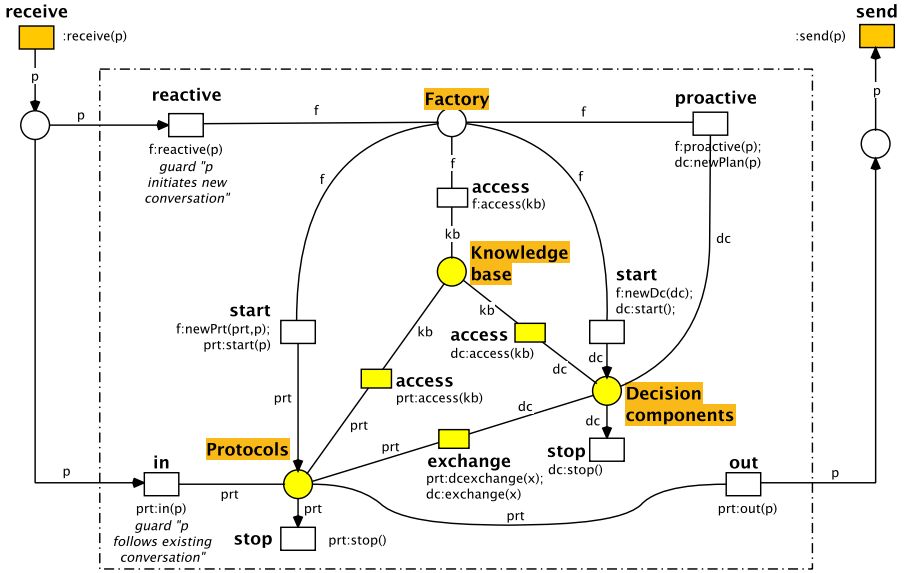 receive
send
:receive(p)
:send(p)
p
p
reactive
Factory
proactive
p
f
f
f:reactive(p)
guard "p
initiates new
conversation"
f:proactive(p);
dc:newPlan(p)
f
f
f
access
f:access(kb)
kb
dc
Knowledge
base
start
f:newDc(dc);
dc:start();
start
f:newPrt(prt,p);
prt:start(p)
kb
kb
access
dc:access(kb)
dc
dc
access
prt:access(kb)
prt
dc
Decision
components
dc
prt
Protocols
exchange
prt:dcexchange(x);
dc:exchange(x)
prt
stop
dc:stop()
in
out
p
prt
p
prt:in(p)
guard "p
follows existing
conversation"
prt
prt
prt:out(p)
stop
prt:stop()